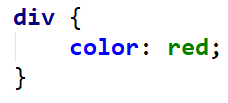 div {
    color: red;
}